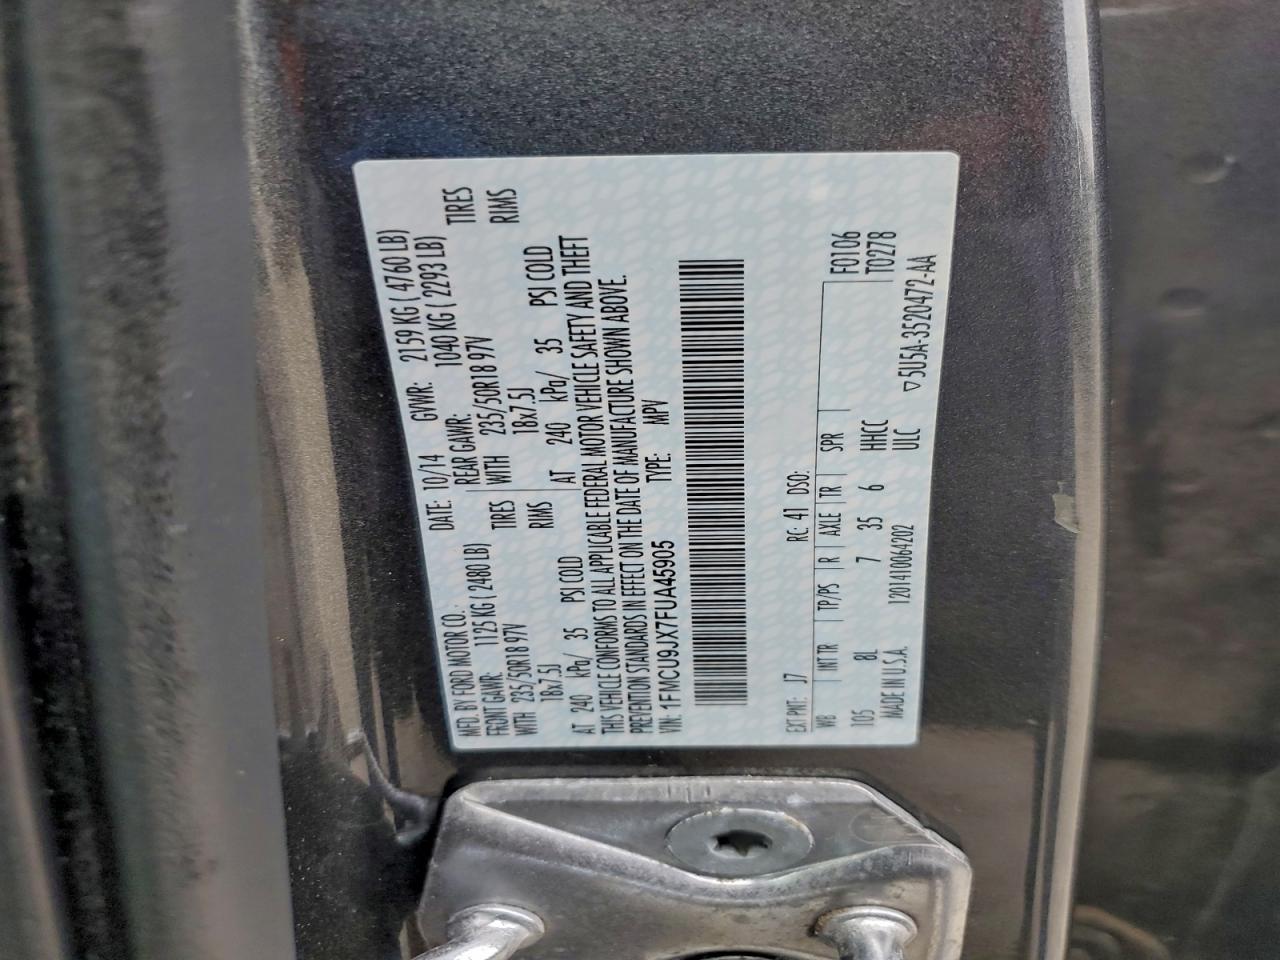 MFD. BY FORD MOTOR CO. DATE: 10/14 GVWR: 2159 KG ( 4760 LB)
FRONT GAWR: 1125 KG ( 2480 LB) REAR GAWR: 1040 KG ( 2293 LB)
WITH 235/50R18 97V TIRES WITH 235/50R18 97V TIRES
18x7.5J RIMS 18x7.5J RIMS
AT 240 kPa/ 35 PSI COLD AT 240 kPa/ 35 PSI COLD
THIS VEHICLE CONFORMS TO ALL APPLICABLE FEDERAL MOTOR VEHICLE SAFETY AND THEFT
PREVENTION STANDARDS IN EFFECT ON THE DATE OF MANUFACTURE SHOWN ABOVE.
VIN: 1FMCU9JX7FUA45905 TYPE: MPV
EXT PNT: J7 RC: 41 DSO:
WB INT TR TP/PS R AXLE TR SPR F0106
105 8L 7 35 6 HHCC T0278
MADE IN U.S.A. 1201410064202 ULC ▽5U5A-3520472-AA